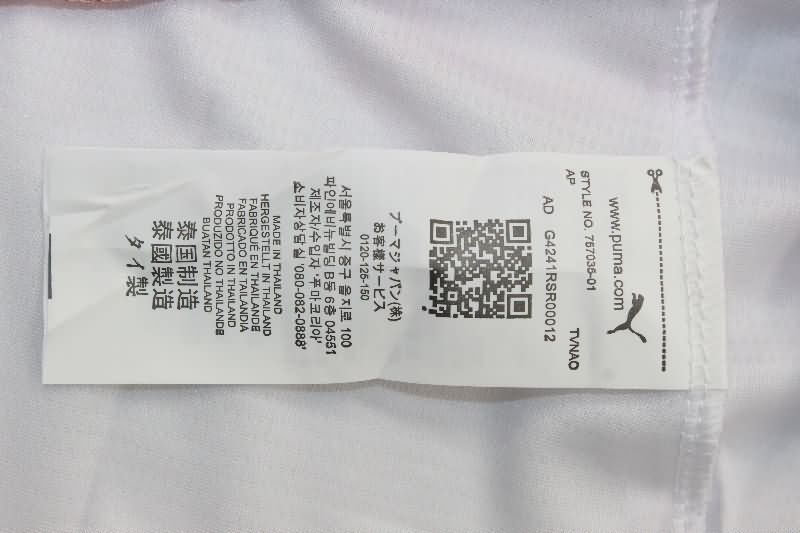 www.puma.com
STYLE NO. 757035-01
AP
TVNAO
AD G4241RSR00012
プーマジャパン(株)
お客様サービス
0120-125-150
서울특별시 중구 을지로 100
파인에비뉴빌딩 B동 6층 04551
제조자/수입자 '푸마코리아'
소비자상담실 '080-082-0888'
MADE IN THAILAND
HERGESTELLT IN THAILAND
FABRIQUÉ EN THAILANDE
FABRICADO EN TAILANDIA
PRODOTTO IN THAILANDIA
PRODUZIDO NO THAILANDE
BUATAN THAILAND
泰国制造
泰國製造
タイ製